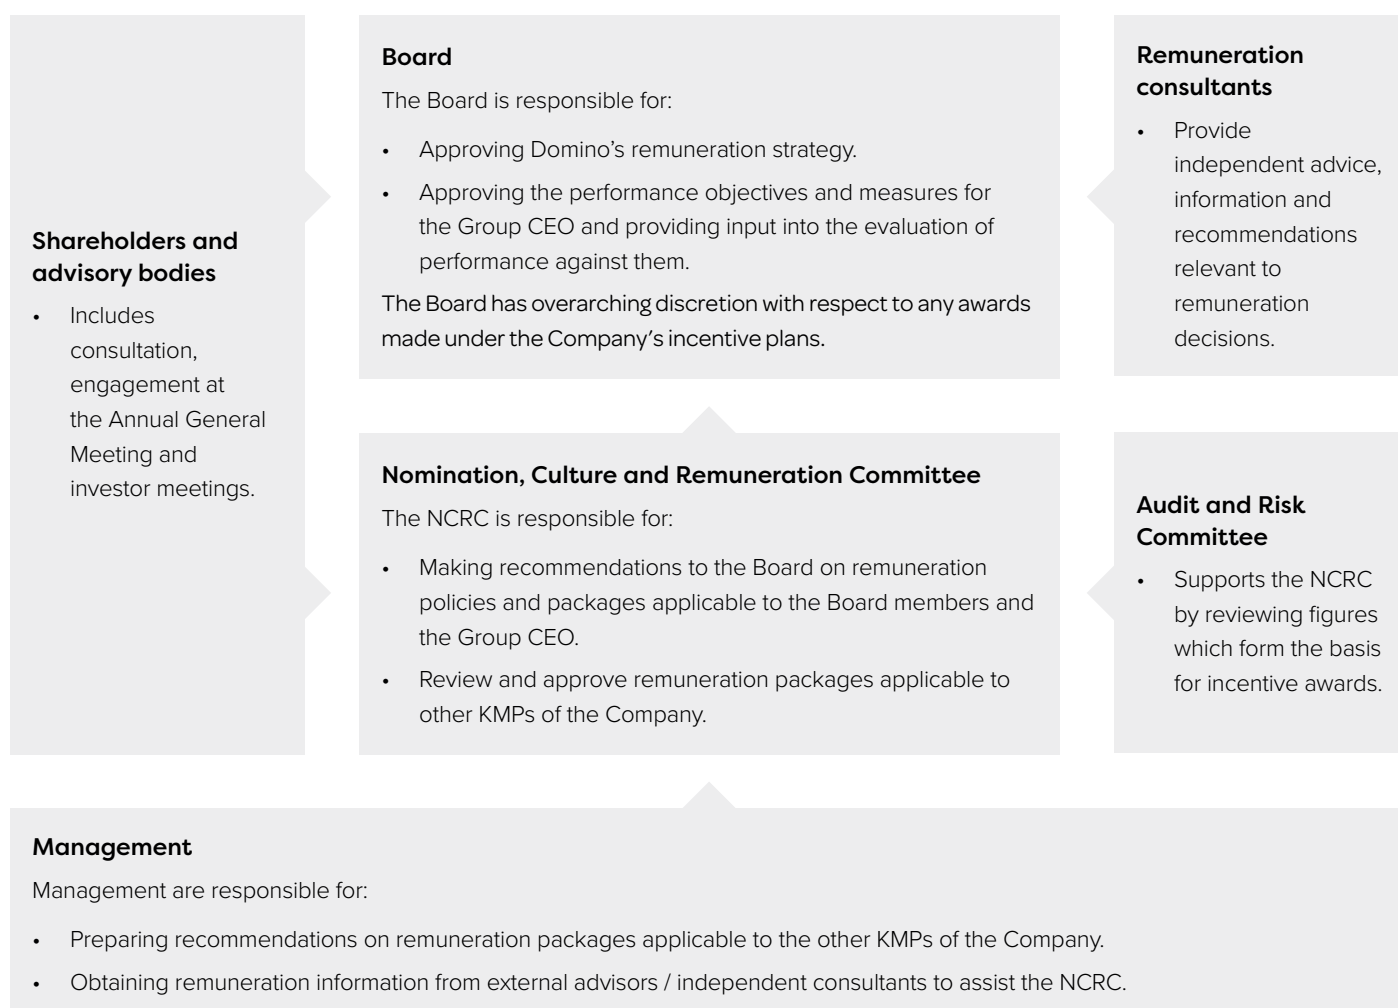 Shareholders and
advisory bodies
• Includes
consultation,
engagement at
the Annual General
Meeting and
investor meetings.
Board
The Board is responsible for:
• Approving Domino’s remuneration strategy.
• Approving the performance objectives and measures for
the Group CEO and providing input into the evaluation of
performance against them.
The Board has overarching discretion with respect to any awards
made under the Company’s incentive plans.
Remuneration
consultants
• Provide
independent advice,
information and
recommendations
relevant to
remuneration
decisions.
Nomination, Culture and Remuneration Committee
The NCRC is responsible for:
• Making recommendations to the Board on remuneration
policies and packages applicable to the Board members and
the Group CEO.
• Review and approve remuneration packages applicable to
other KMPs of the Company.
Audit and Risk
Committee
• Supports the NCRC
by reviewing figures
which form the basis
for incentive awards.
Management
Management are responsible for:
• Preparing recommendations on remuneration packages applicable to the other KMPs of the Company.
• Obtaining remuneration information from external advisors / independent consultants to assist the NCRC.